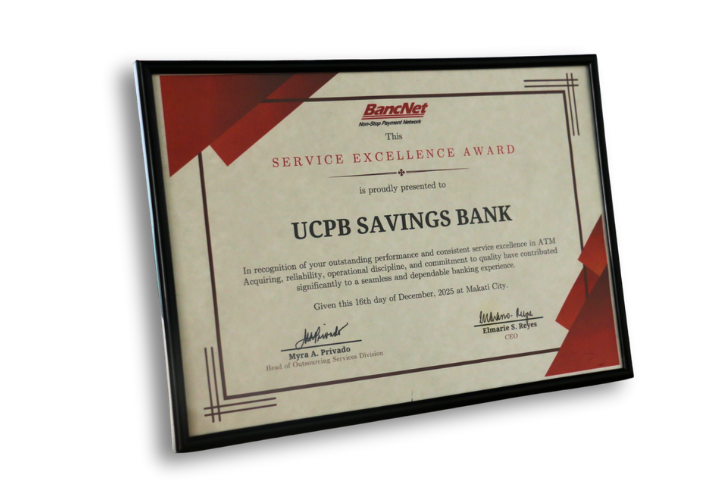 BancNet
Non-Stop Payment Network
This
SERVICE EXCELLENCE AWARD
is proudly presented to
UCPB SAVINGS BANK
In recognition of your outstanding performance and consistent service excellence in ATM
Acquiring, reliability, operational discipline, and commitment to quality have contributed
significantly to a seamless and dependable banking experience.
Given this 16th day of December, 2025 at Makati City.
Myra A. Privado
Head of Outsourcing Services Division
Elmarie S. Reyes
CEO